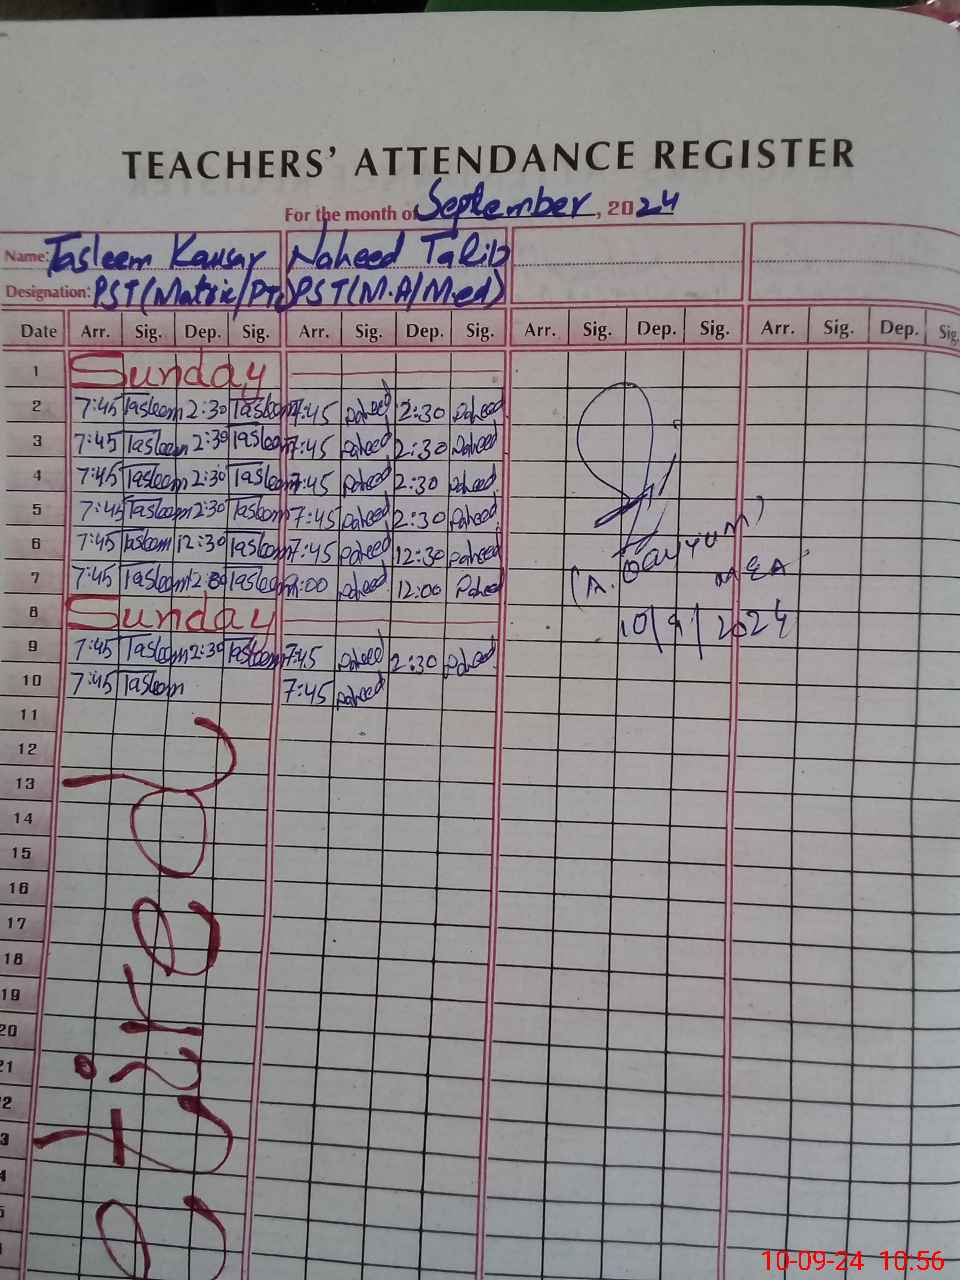 TEACHERS' ATTENDANCE REGISTER
For the month of September, 2024
Name: Tasleem Kausar Naheed Talib
Designation: PST(Matric/PTC) PST(M.A/M.ed)
Date Arr. Sig. Dep. Sig. Arr. Sig. Dep. Sig. Arr. Sig. Dep. Sig. Arr. Sig. Dep. Sig.
1 Sunday
2 7:45 Tasleem 2:30 Tasleem 7:45 Naheed 2:30 Naheed
3 7:45 Tasleem 2:30 Tasleem 7:45 Naheed 2:30 Naheed
4 7:45 Tasleem 2:30 Tasleem 7:45 Naheed 2:30 Naheed
5 7:45 Tasleem 2:30 Tasleem 7:45 Naheed 2:30 Naheed
6 7:45 Tasleem 12:30 Tasleem 7:45 Naheed 12:30 Naheed
7 7:45 Tasleem Tasleem 8:00 Naheed 12:00 Naheed
(A. Qayyum)
MEA
8 Sunday
10/9/2024
9 7:45 Tasleem 2:30 Tasleem 7:45 Naheed 2:30 Naheed
10 7:45 Tasleem 7:45 Naheed
11
12
13
14
15
16
17
18
19
20
10-09-24 10:56